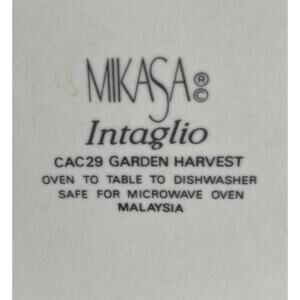 MIKASA®©
Intaglio
CAC29 GARDEN HARVEST
OVEN TO TABLE TO DISHWASHER
SAFE FOR MICROWAVE OVEN
MALAYSIA